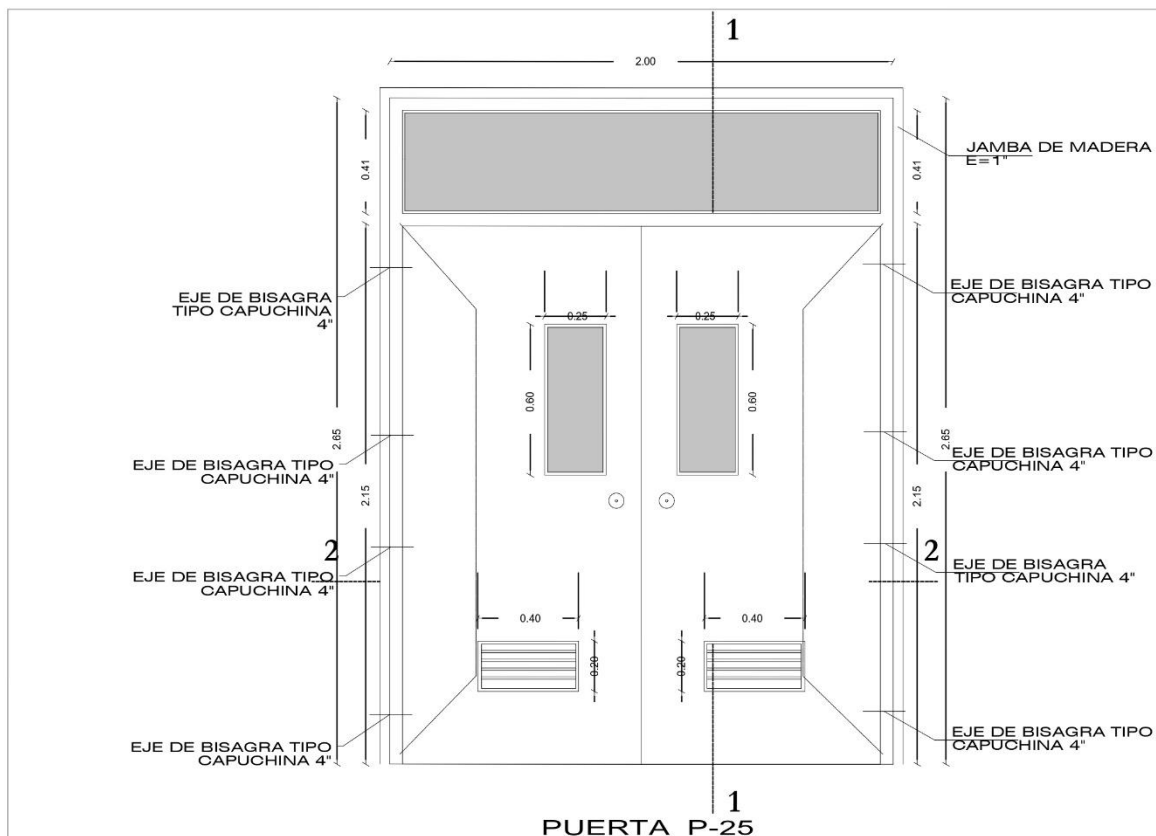 1
2.00
JAMBA DE MADERA
E=1"
0.41
0.41
EJE DE BISAGRA
TIPO CAPUCHINA
4"
EJE DE BISAGRA TIPO
CAPUCHINA 4"
0.25
0.25
0.60
0.60
2.65
2.65
EJE DE BISAGRA TIPO
CAPUCHINA 4"
EJE DE BISAGRA TIPO
CAPUCHINA 4"
2.15
2.15
2
2
EJE DE BISAGRA TIPO
CAPUCHINA 4"
EJE DE BISAGRA
TIPO CAPUCHINA 4"
0.40
0.40
0.20
0.20
EJE DE BISAGRA TIPO
CAPUCHINA 4"
EJE DE BISAGRA TIPO
CAPUCHINA 4"
1
PUERTA P-25